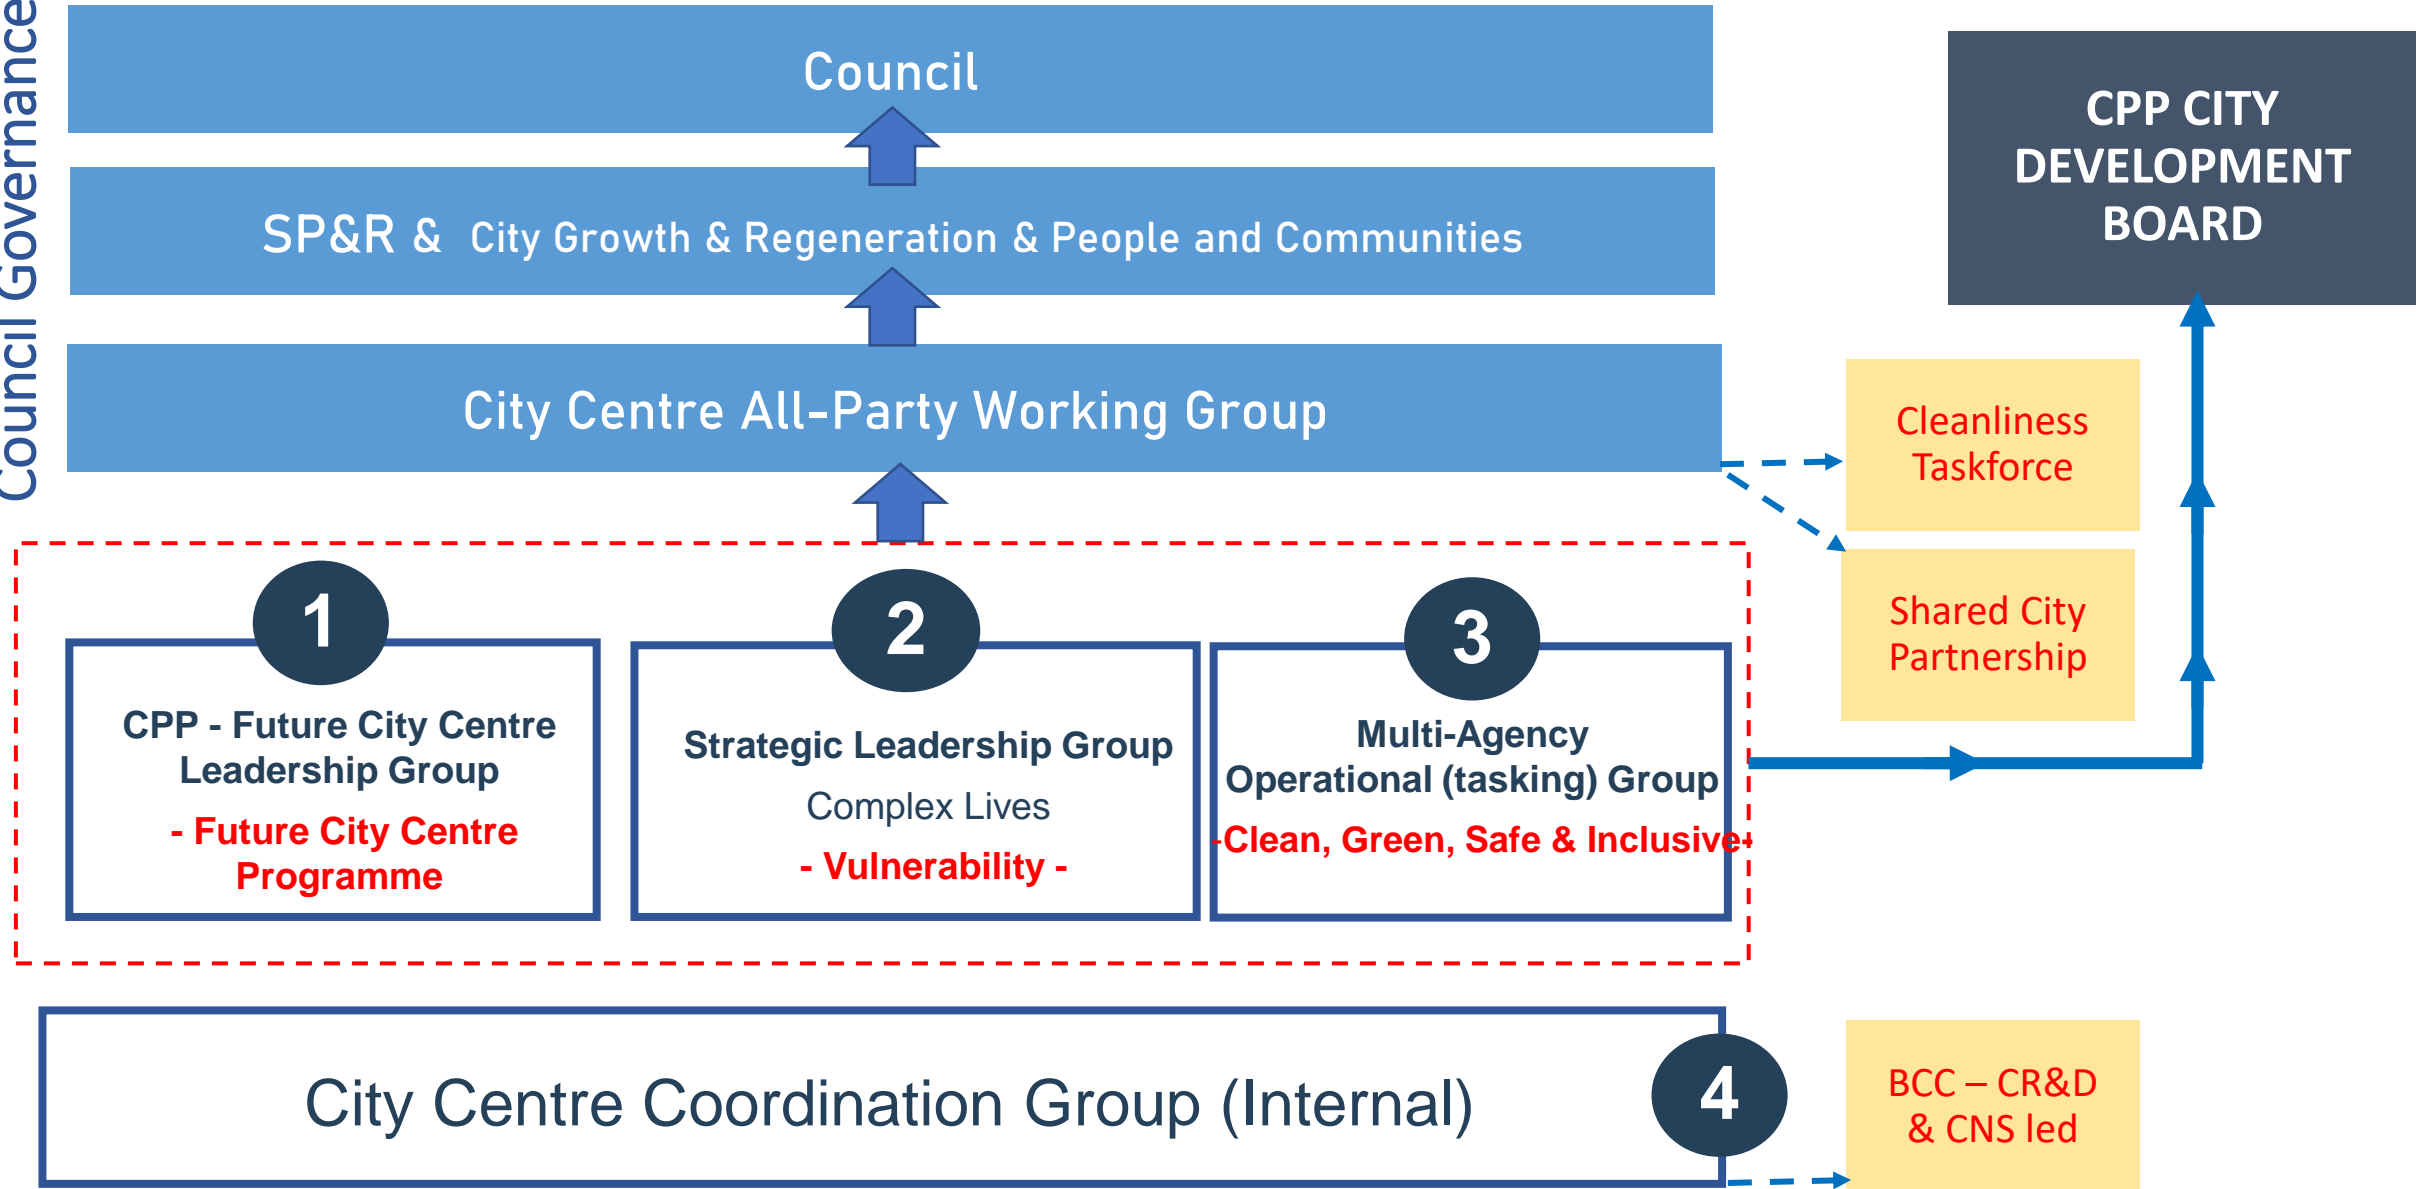 Council Governance
Council
SP&R & City Growth & Regeneration & People and Communities
City Centre All-Party Working Group
CPP CITY
DEVELOPMENT
BOARD
Cleanliness
Taskforce
Shared City
Partnership
1
CPP - Future City Centre
Leadership Group
- Future City Centre
Programme
2
Strategic Leadership Group
Complex Lives
- Vulnerability -
3
Multi-Agency
Operational (tasking) Group
-Clean, Green, Safe & Inclusive-
City Centre Coordination Group (Internal)
4
BCC – CR&D
& CNS led